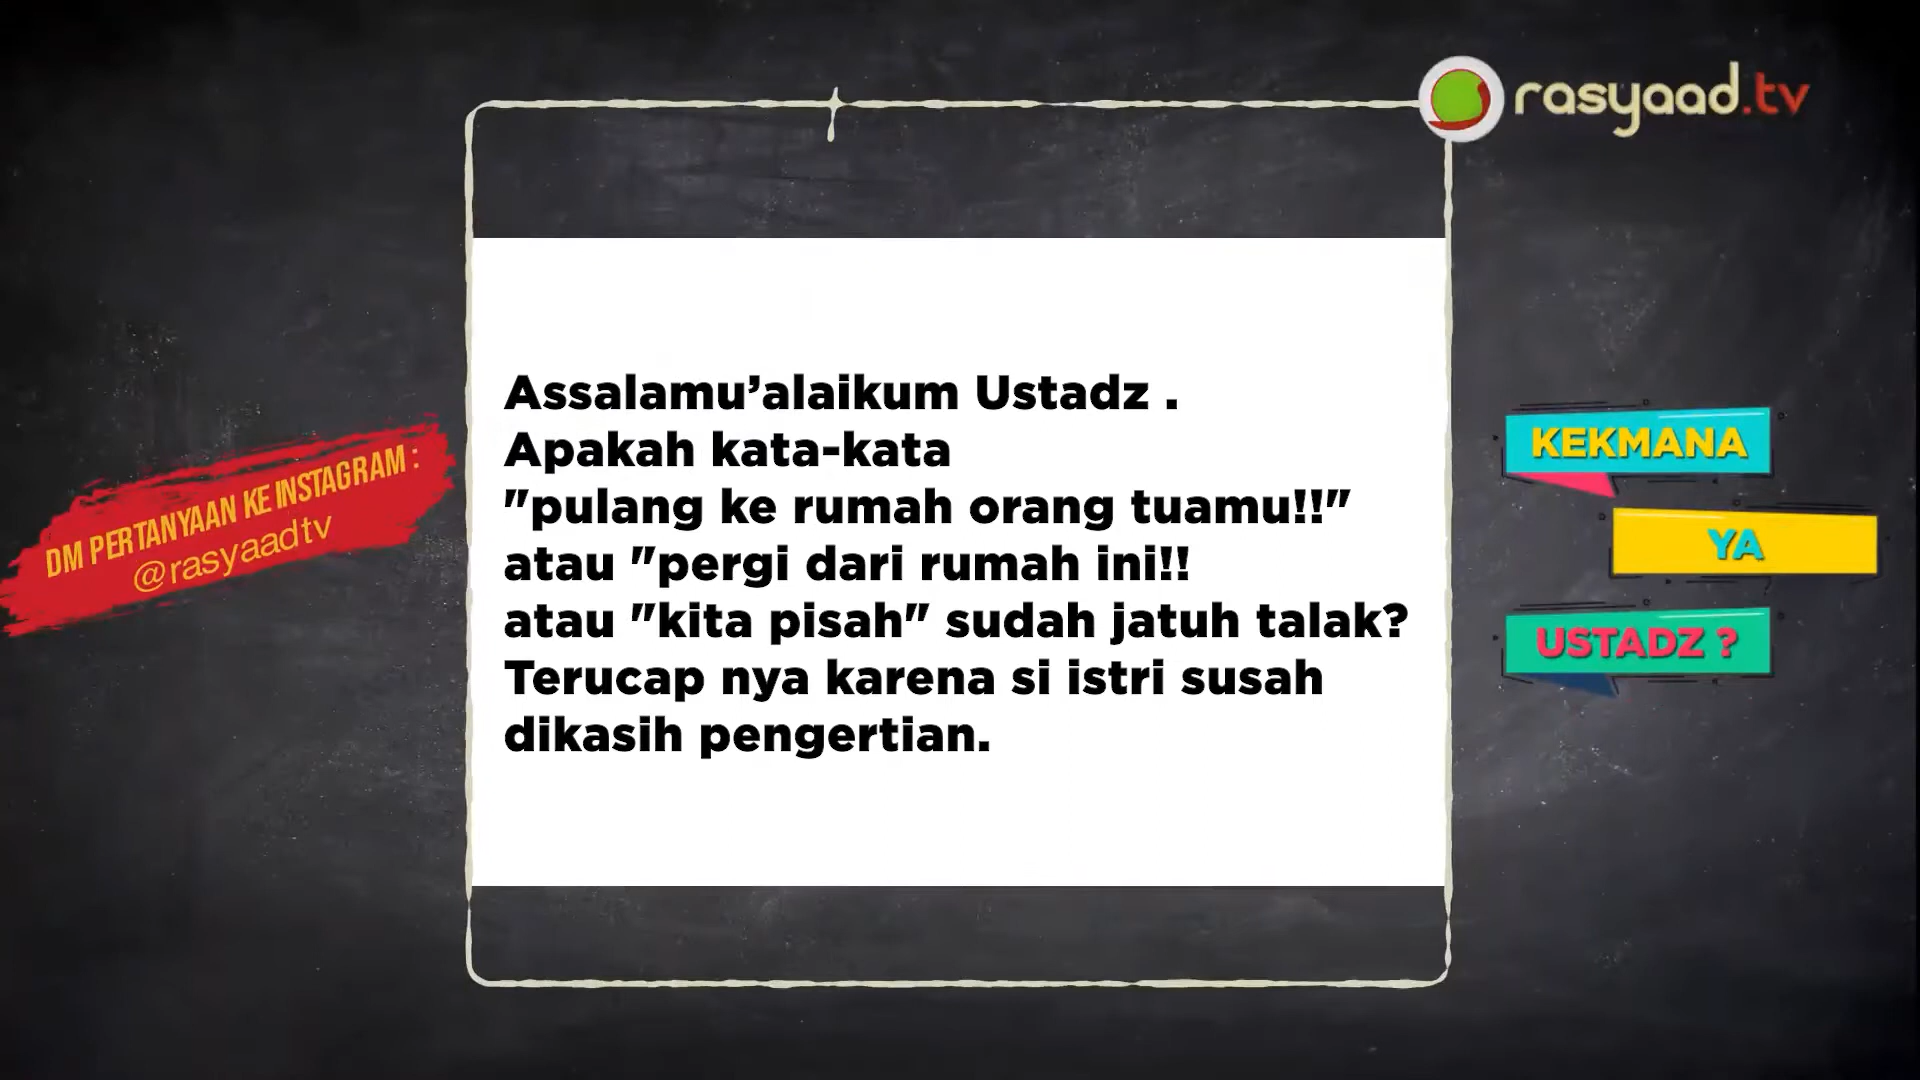 rasyaad.tv
Assalamu’alaikum Ustadz .
Apakah kata-kata
"pulang ke rumah orang tuamu!!"
atau "pergi dari rumah ini!!
atau "kita pisah" sudah jatuh talak?
Terucap nya karena si istri susah
dikasih pengertian.
DM PERTANYAAN KE INSTAGRAM :
@rasyaadtv
KEKMANA
YA
USTADZ ?